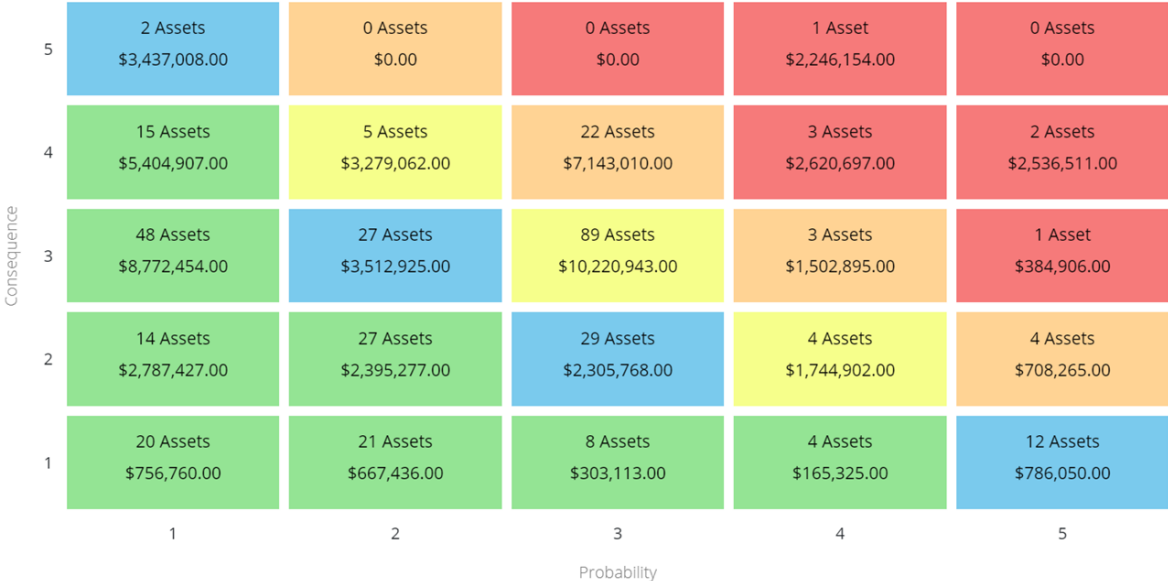 2 Assets
$3,437,008.00
0 Assets
$0.00
0 Assets
$0.00
1 Asset
$2,246,154.00
0 Assets
$0.00
5
15 Assets
$5,404,907.00
5 Assets
$3,279,062.00
22 Assets
$7,143,010.00
3 Assets
$2,620,697.00
2 Assets
$2,536,511.00
4
48 Assets
$8,772,454.00
27 Assets
$3,512,925.00
89 Assets
$10,220,943.00
3 Assets
$1,502,895.00
1 Asset
$384,906.00
3
Consequence
14 Assets
$2,787,427.00
27 Assets
$2,395,277.00
29 Assets
$2,305,768.00
4 Assets
$1,744,902.00
4 Assets
$708,265.00
2
20 Assets
$756,760.00
21 Assets
$667,436.00
8 Assets
$303,113.00
4 Assets
$165,325.00
12 Assets
$786,050.00
1
1 2 3 4 5
Probability